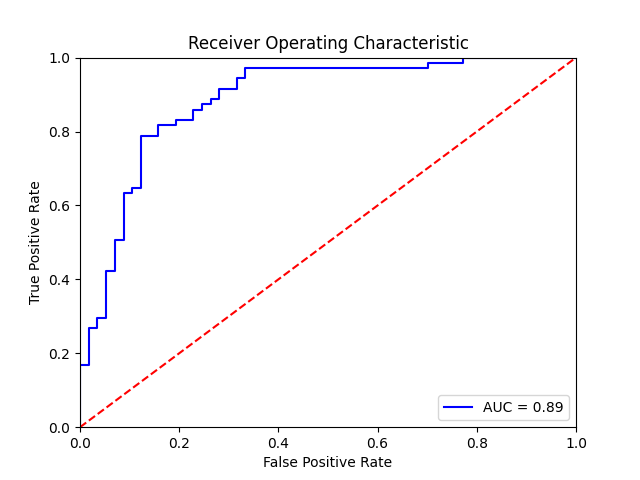 Receiver Operating Characteristic
1.0
0.8
0.6
0.4
0.2
0.0
True Positive Rate
AUC = 0.89
0.0 0.2 0.4 0.6 0.8 1.0
False Positive Rate